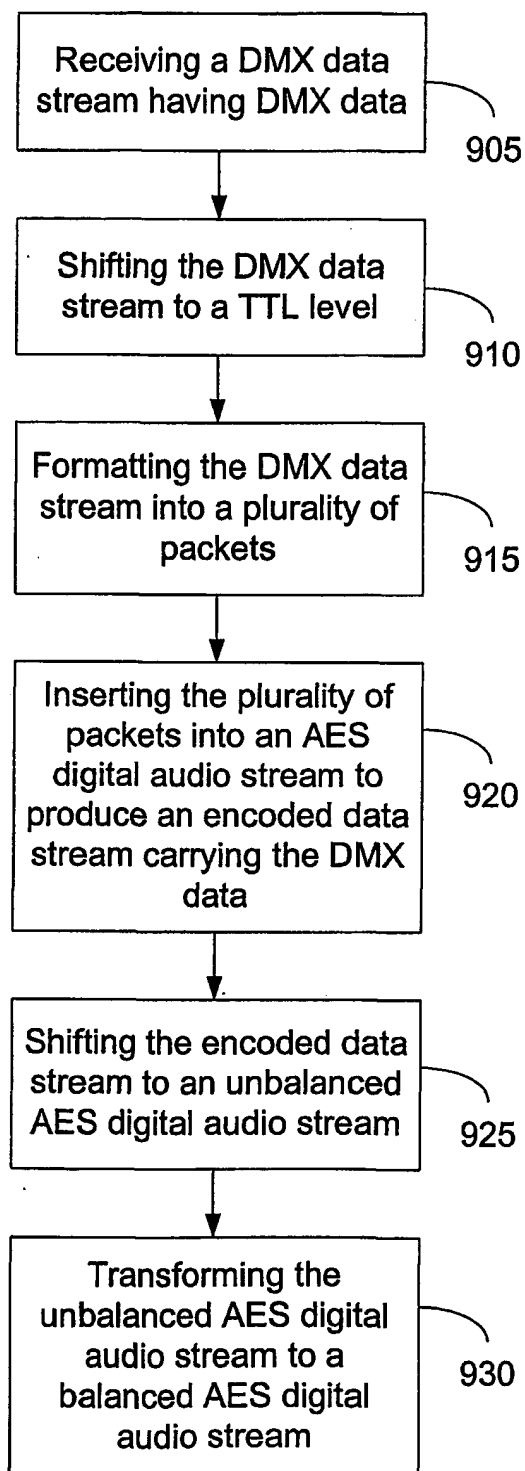 Receiving a DMX data
stream having DMX data
905
Shifting the DMX data
stream to a TTL level
910
Formatting the DMX data
stream into a plurality of
packets
915
Inserting the plurality of
packets into an AES
digital audio stream to
produce an encoded data
stream carrying the DMX
data
920
Shifting the encoded data
stream to an unbalanced
AES digital audio stream
925
Transforming the
unbalanced AES digital
audio stream to a
balanced AES digital
audio stream
930